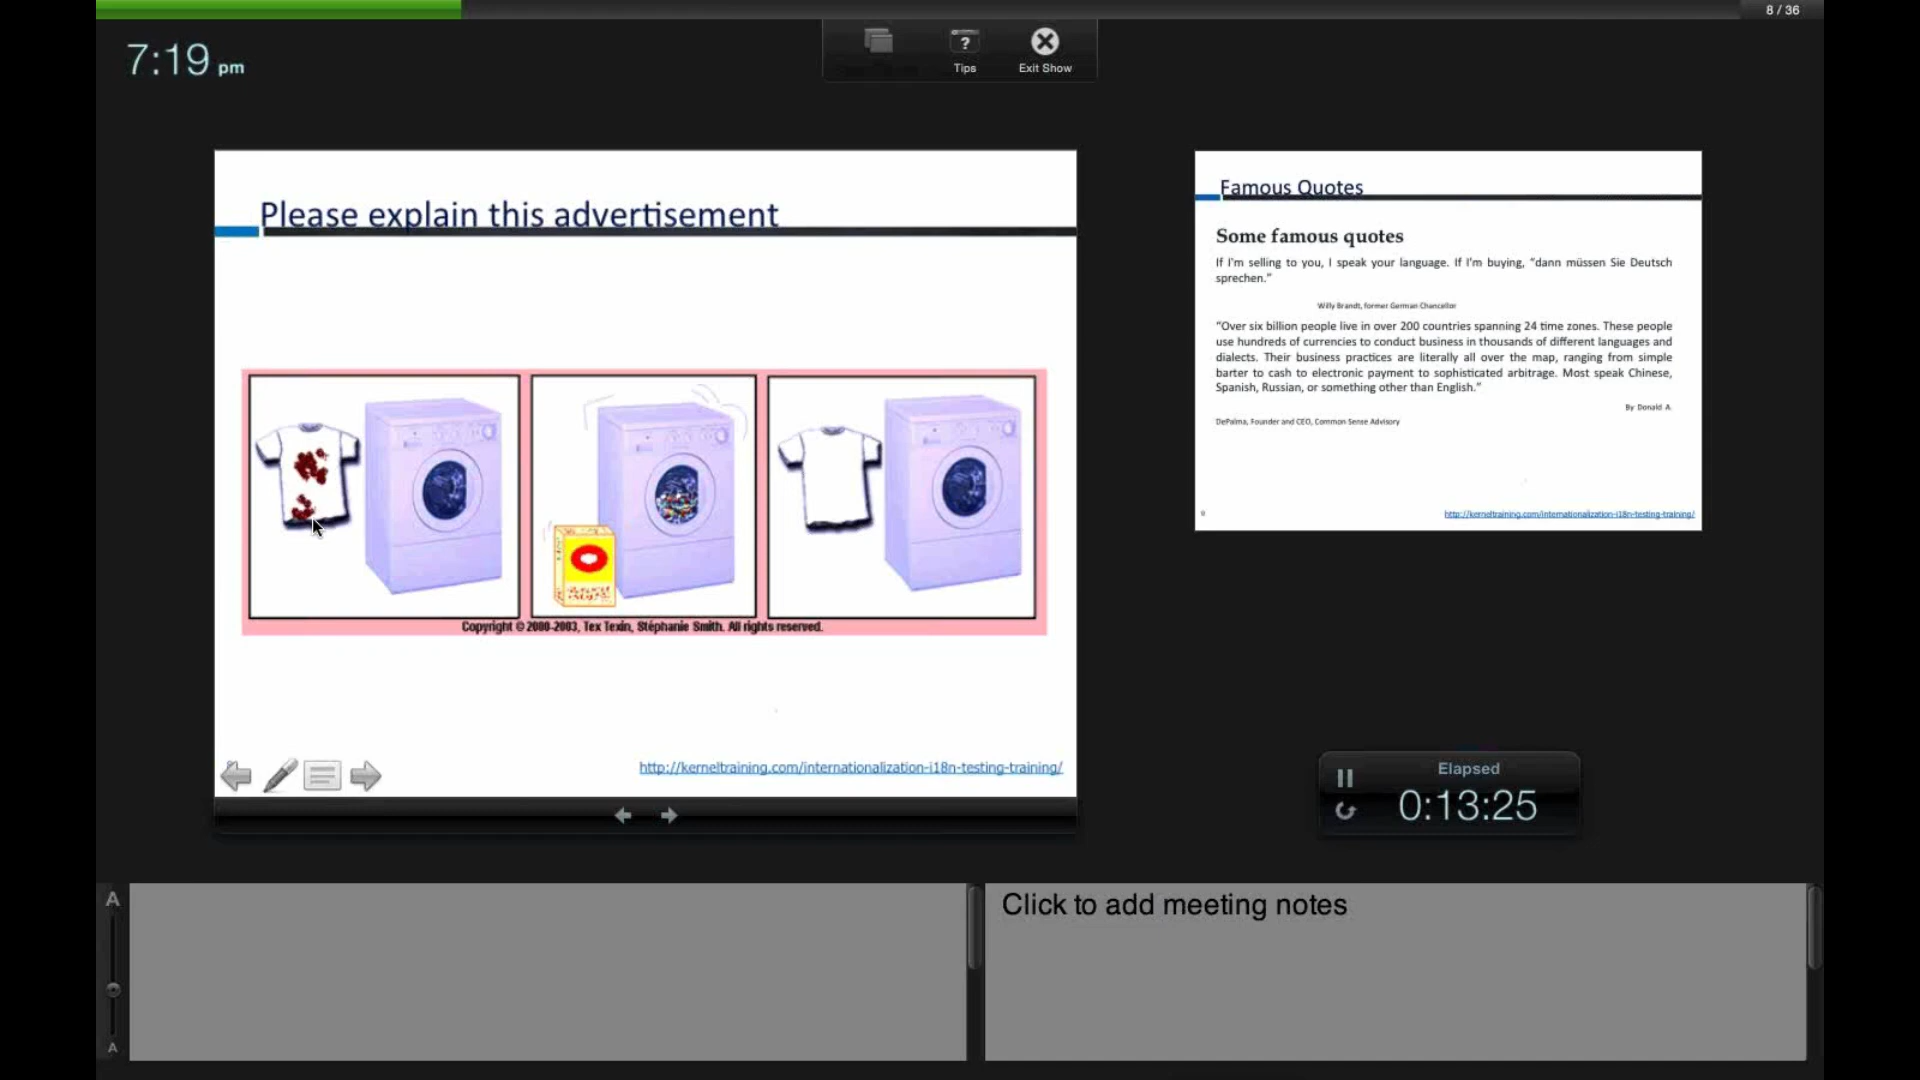 8 / 36
7:19 pm
Tips
Exit Show
Please explain this advertisement
Copyright © 2000-2003, Tex Texin, Stéphanie Smith. All rights reserved.
http://kerneltraining.com/internationalization-i18n-testing-training/
Famous Quotes
Some famous quotes
If I'm selling to you, I speak your language. If I'm buying, "dann müssen Sie Deutsch
sprechen."
Willy Brandt, former German Chancellor
"Over six billion people live in over 200 countries spanning 24 time zones. These people
use hundreds of currencies to conduct business in thousands of different languages and
dialects. Their business practices are literally all over the map, ranging from simple
barter to cash to electronic payment to sophisticated arbitrage. Most speak Chinese,
Spanish, Russian, or something other than English."
By Donald A.
DePalma, Founder and CEO, Common Sense Advisory
http://kerneltraining.com/internationalization-i18n-testing-training/
Elapsed
0:13:25
A
A
Click to add meeting notes